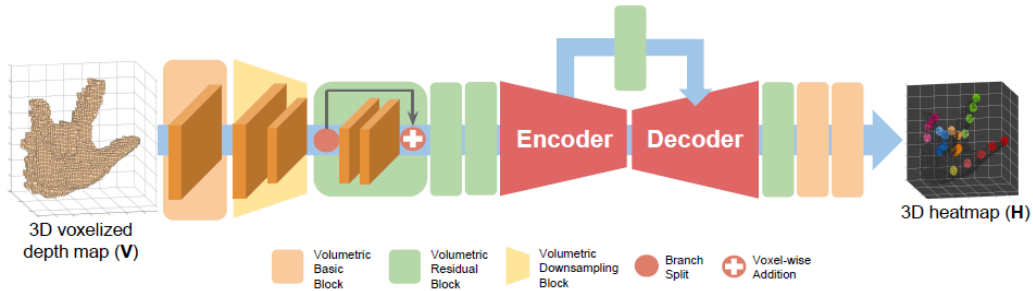 Encoder
Decoder
3D voxelized
depth map (V)
3D heatmap (H)
Volumetric
Basic
Block
Volumetric
Residual
Block
Volumetric
Downsampling
Block
Branch
Split
Voxel-wise
Addition